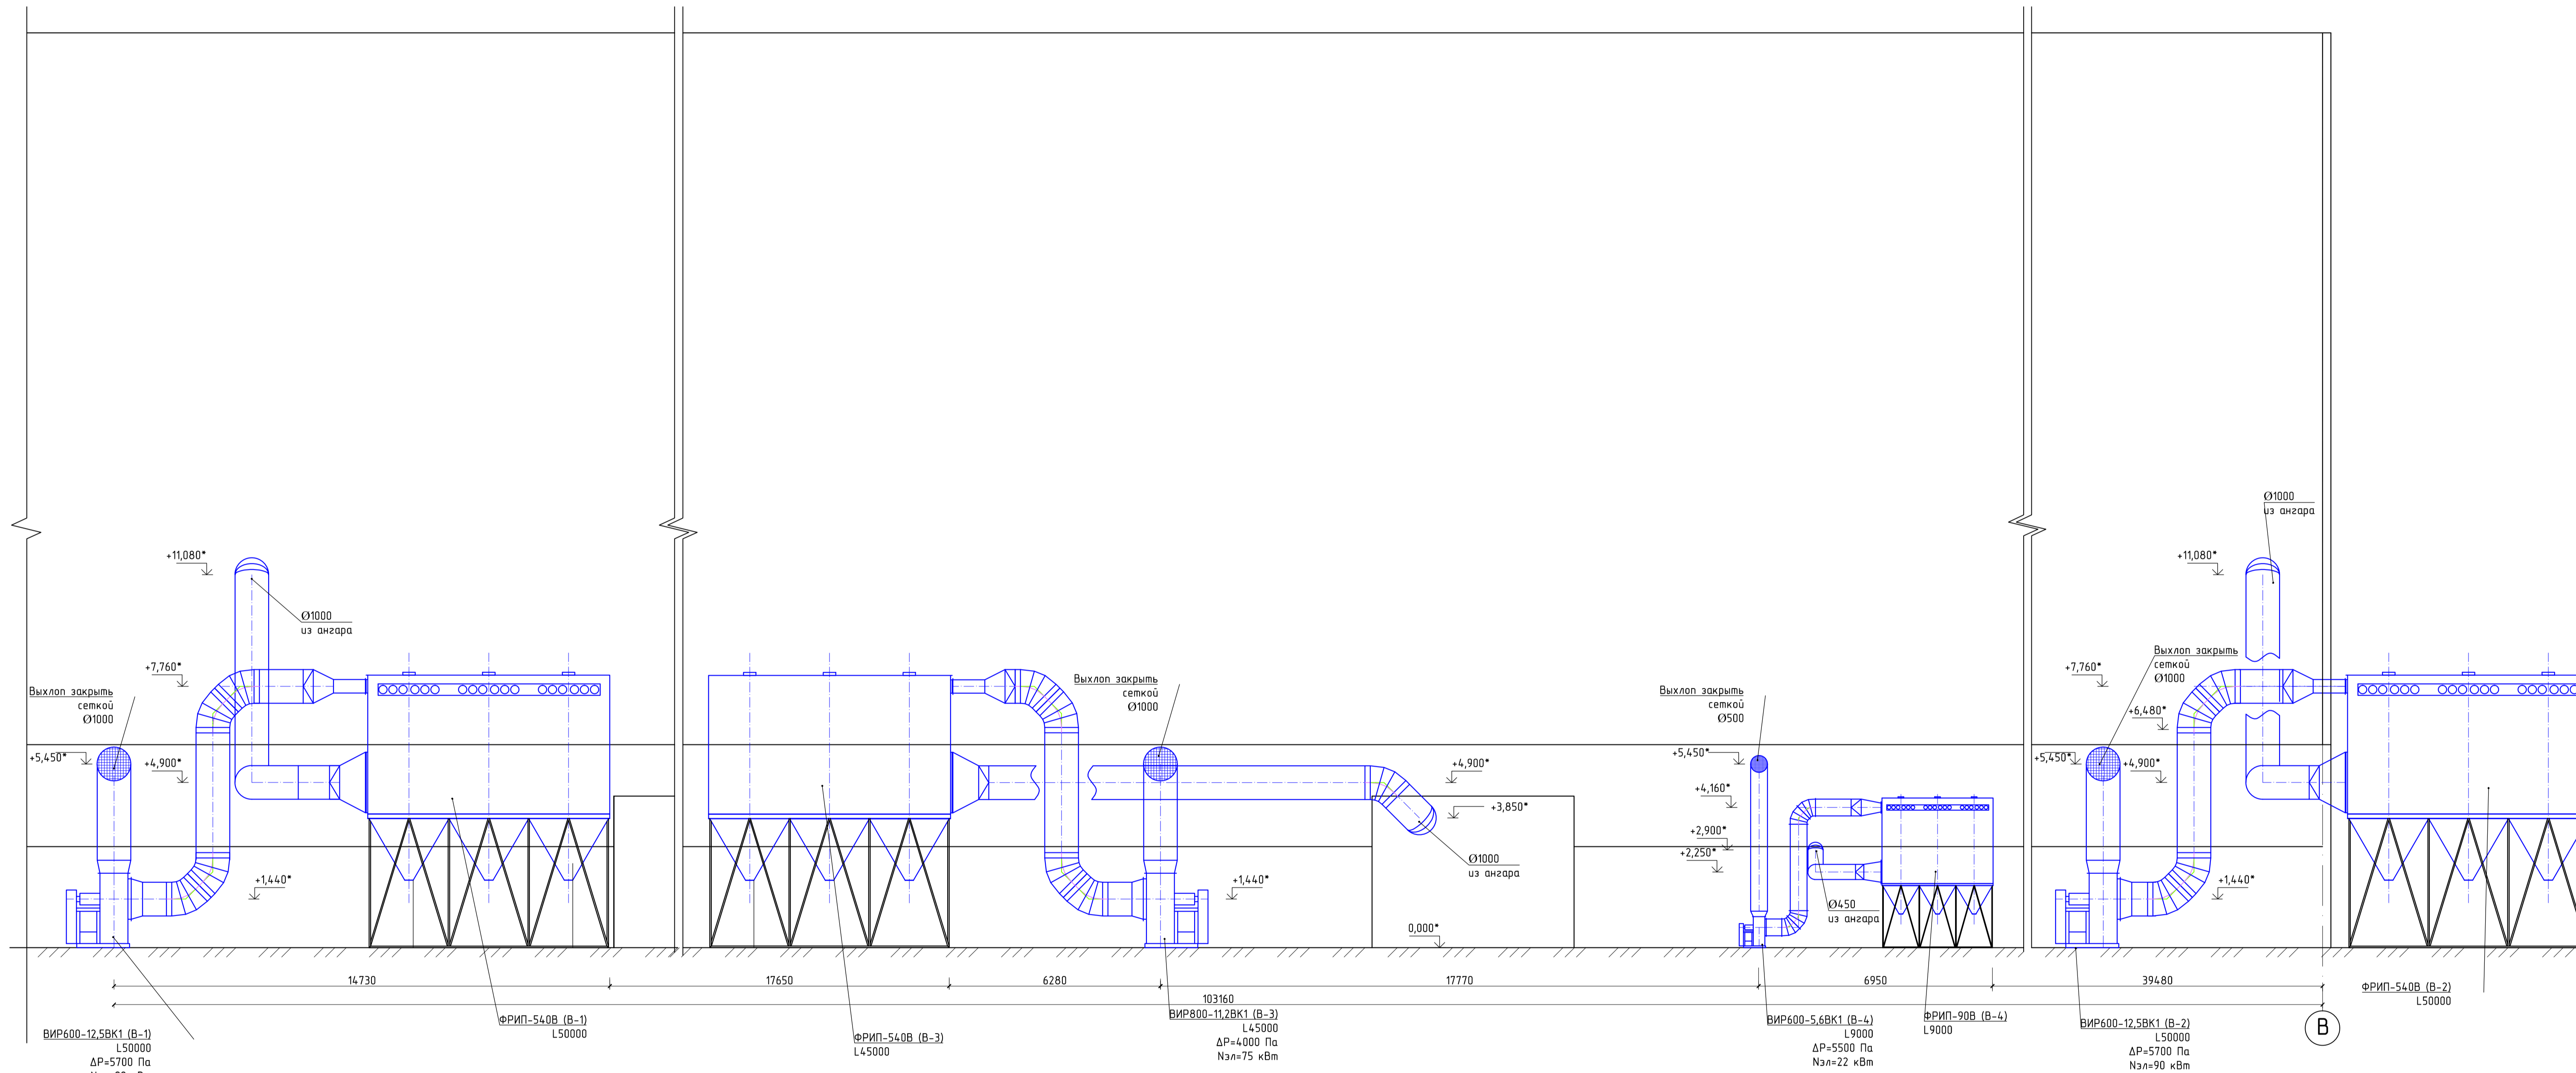 +11,080*
Ø1000
из ангара
+7,760*
Выхлоп закрыть
сеткой
Ø1000
+5,450*
+4,900*
+1,440*
14730
ВИР600-12,5ВК1 (В-1)
L50000
ΔР=5700 Па
ФРИП-540В (В-1)
L50000
17650
ФРИП-540В (В-3)
L45000
Выхлоп закрыть
сеткой
Ø1000
+4,900*
+3,850*
Ø1000
из ангара
+1,440*
0,000*
6280
17770
103160
ВИР800-11,2ВК1 (В-3)
L45000
ΔР=4000 Па
Nэл=75 кВт
Выхлоп закрыть
сеткой
Ø500
+5,450*
+4,160*
+2,900*
+2,250*
Ø450
из ангара
6950
ВИР600-5,6ВК1 (В-4)
L9000
ΔР=5500 Па
Nэл=22 кВт
ФРИП-90В (В-4)
L9000
Ø1000
из ангара
+11,080*
Выхлоп закрыть
сеткой
Ø1000
+7,760*
+6,480*
+5,450*
+4,900*
+1,440*
39480
ВИР600-12,5ВК1 (В-2)
L50000
ΔР=5700 Па
Nэл=90 кВт
В
ФРИП-540В (В-2)
L50000